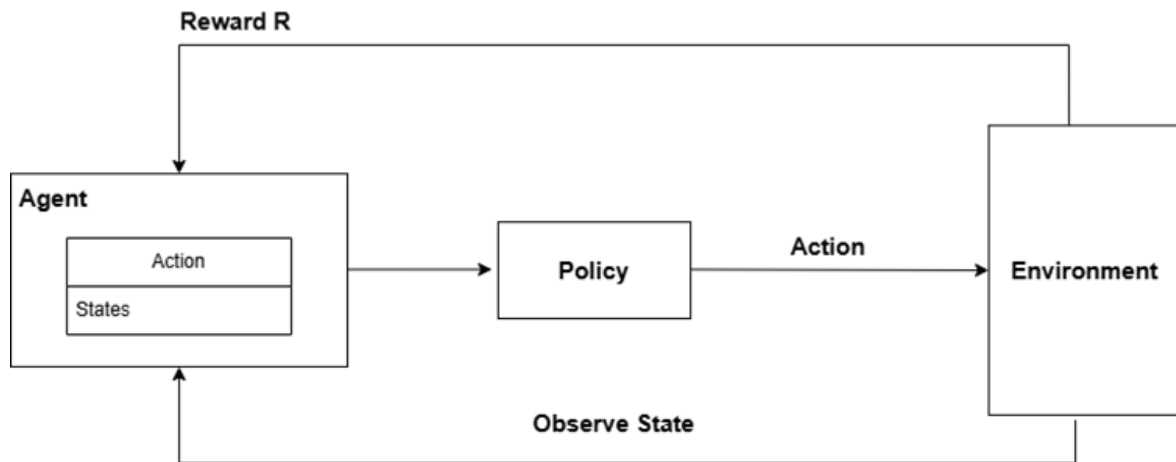 Reward R
Agent
Action
States
Policy
Action
Environment
Observe State